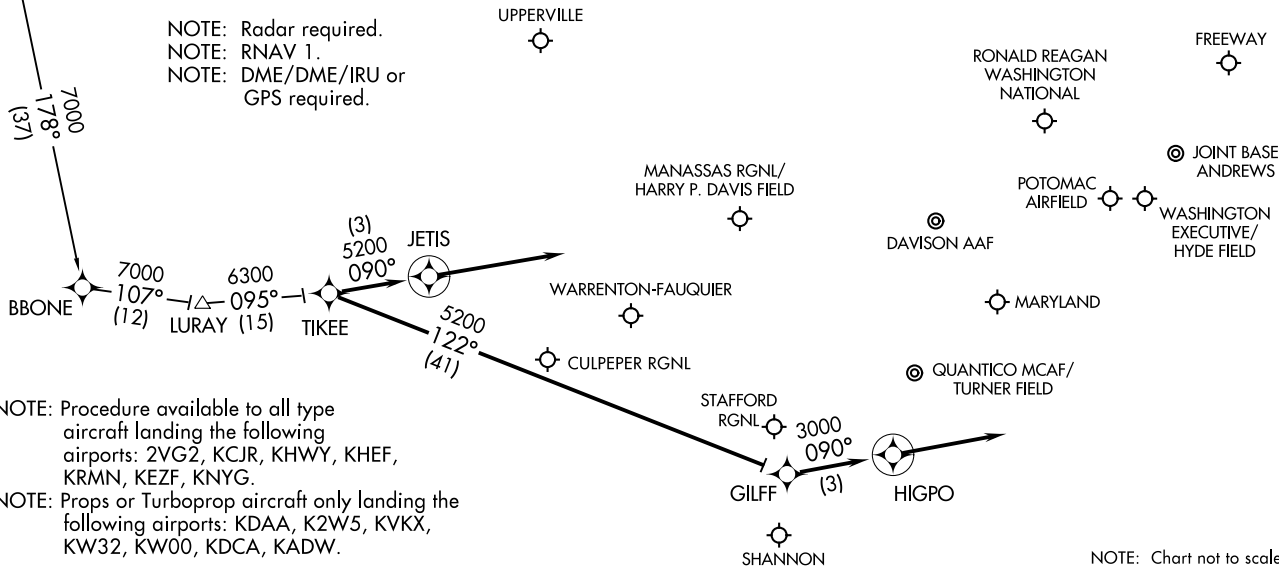 NOTE: Radar required.
NOTE: RNAV 1.
NOTE: DME/DME/IRU or
GPS required.
UPPERVILLE
FREEWAY
RONALD REAGAN
WASHINGTON
NATIONAL
JOINT BASE
ANDREWS
7000
178°
(37)
MANASSAS RGNL/
HARRY P. DAVIS FIELD
POTOMAC
AIRFIELD
WASHINGTON
EXECUTIVE/
HYDE FIELD
DAVISON AAF
(3)
5200
090°
JETIS
BBONE
7000
107°
(12)
LURAY
6300
095°
(15)
TIKEE
WARRENTON-FAUQUIER
MARYLAND
5200
122°
(41)
CULPEPER RGNL
QUANTICO MCAF/
TURNER FIELD
STAFFORD
RGNL
3000
090°
(3)
GILFF
HIGPO
SHANNON
NOTE: Procedure available to all type
aircraft landing the following
airports: 2VG2, KCJR, KHWY, KHEF,
KRMN, KEZF, KNYG.
NOTE: Props or Turboprop aircraft only landing the
following airports: KDAA, K2W5, KVKX,
KW32, KW00, KDCA, KADW.
NOTE: Chart not to scale